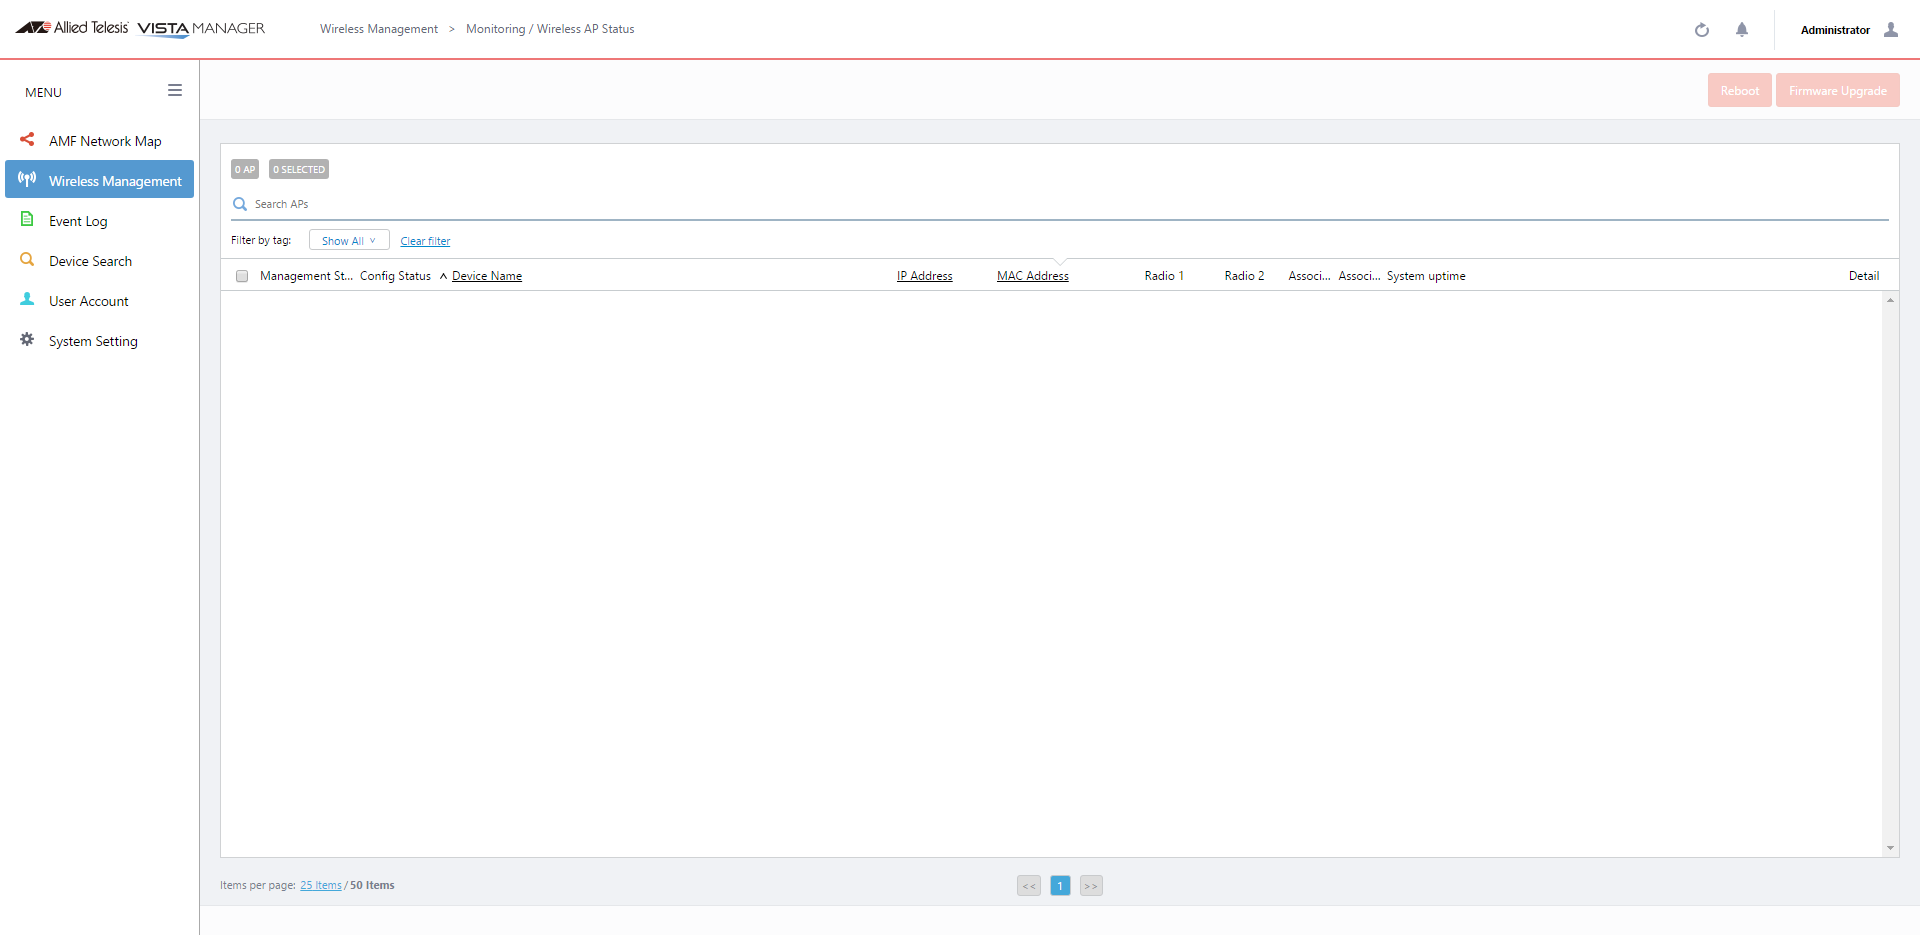 Allied Telesis VISTA MANAGER
Wireless Management > Monitoring / Wireless AP Status
Administrator
MENU
Reboot
Firmware Upgrade
AMF Network Map
Wireless Management
Event Log
Device Search
User Account
System Setting
0 AP 0 SELECTED
Search APs
Filter by tag: Show All ∨ Clear filter
Management St... Config Status ∧ Device Name IP Address MAC Address Radio 1 Radio 2 Associ... Associ... System uptime Detail
Items per page: 25 Items / 50 Items
<< 1 >>